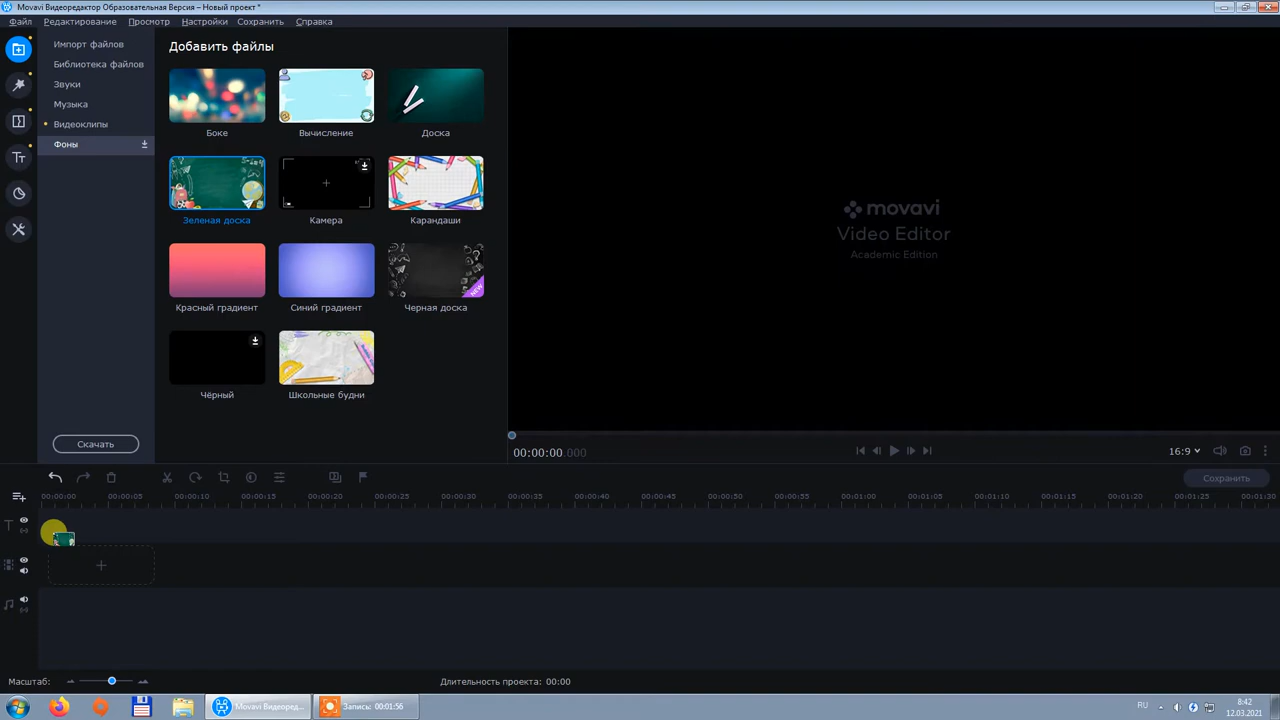 Movavi Видеоредактор Образовательная Версия – Новый проект *
Файл Редактирование Просмотр Настройки Сохранить Справка
Импорт файлов
Библиотека файлов
Звуки
Музыка
Видеоклипы
Фоны
Скачать
Добавить файлы
Боке Вычисление Доска
Зеленая доска Камера Карандаши
NEW
Красный градиент Синий градиент Черная доска
Чёрный Школьные будни
movavi
Video Editor
Academic Edition
00:00:00.000
16:9
Сохранить
00:00:00 00:00:05 00:00:10 00:00:15 00:00:20 00:00:25 00:00:30 00:00:35 00:00:40 00:00:45 00:00:50 00:00:55 00:01:00 00:01:05 00:01:10 00:01:15 00:01:20 00:01:25 00:01:30
Масштаб:
Длительность проекта: 00:00
Movavi Видеоред...
Запись: 00:01:56
RU
8:42
12.03.2021